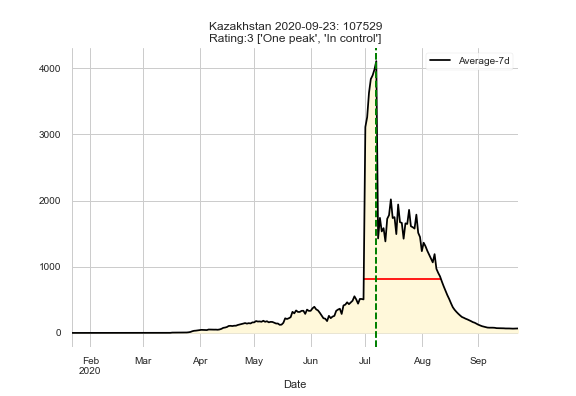 Kazakhstan 2020-09-23: 107529
Rating:3 ['One peak', 'In control']
Average-7d
4000
3000
2000
1000
0
Feb Mar Apr May Jun Jul Aug Sep
2020
Date